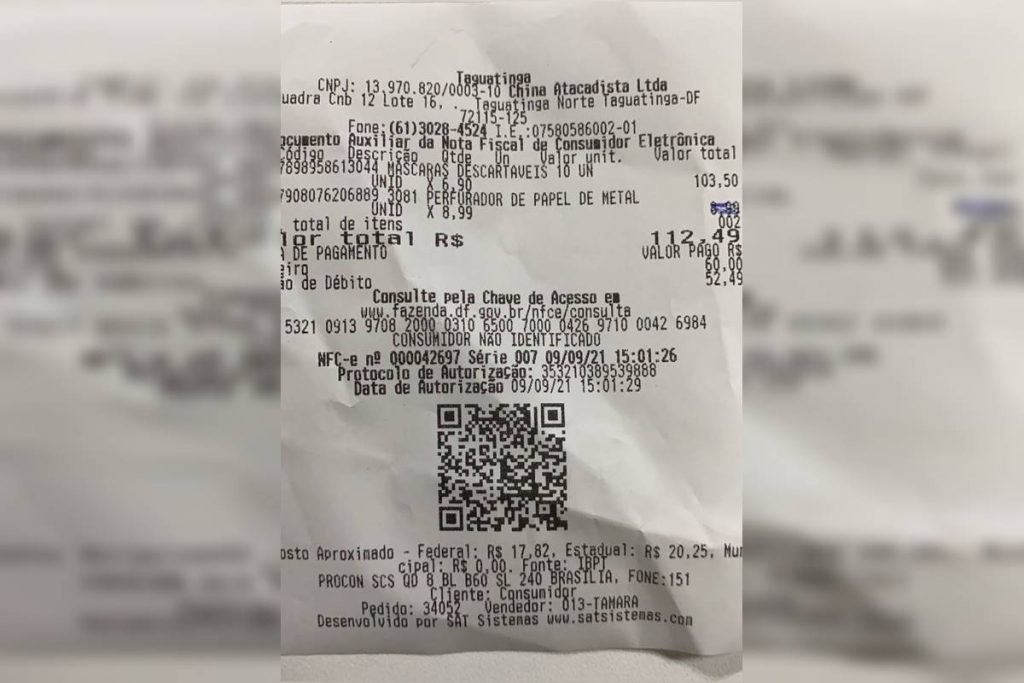 Taguatinga
CNPJ: 13.970.820/0003-10 China Atacadista Ltda
uadra Cnb 12 Lote 16, . Taguatinga Norte Taguatinga-DF
72115-125
Fone:(61)3028-4524 I.E.:07580586002-01
ocumento Auxiliar da Nota Fiscal de Consumidor Eletrônica
Código Descrição Qtde Un Valor unit. Valor total
7898958613044 MASCARAS DESCARTAVEIS 10 UN
UNID X 6,90 103,50
7908076206889 3081 PERFURADOR DE PAPEL DE METAL
UNID X 8,99
total de itens 002
lor total R$ 112,49
A DE PAGAMENTO VALOR PAGO R$
eiro 60,00
ão de Débito 52,49
Consulte pela Chave de Acesso em
www.fazenda.df.gov.br/nfce/consulta
5321 0913 9708 2000 0310 6500 7000 0426 9710 0042 6984
CONSUMIDOR NÃO IDENTIFICADO
NFC-e nº 000042697 Série 007 09/09/21 15:01:26
Protocolo de Autorização: 353210389539888
Data de Autorização 09/09/21 15:01:29
osto Aproximado - Federal: R$ 17,82, Estadual: R$ 20,25, Mun
cipal: R$ 0,00. Fonte: IBPT
PROCON SCS QD 8 BL B60 SL 240 BRASILIA, FONE:151
Cliente: Consumidor
Pedido: 34052 Vendedor: 013-TAMARA
Desenvolvido por SAT Sistemas www.satsistemas.com